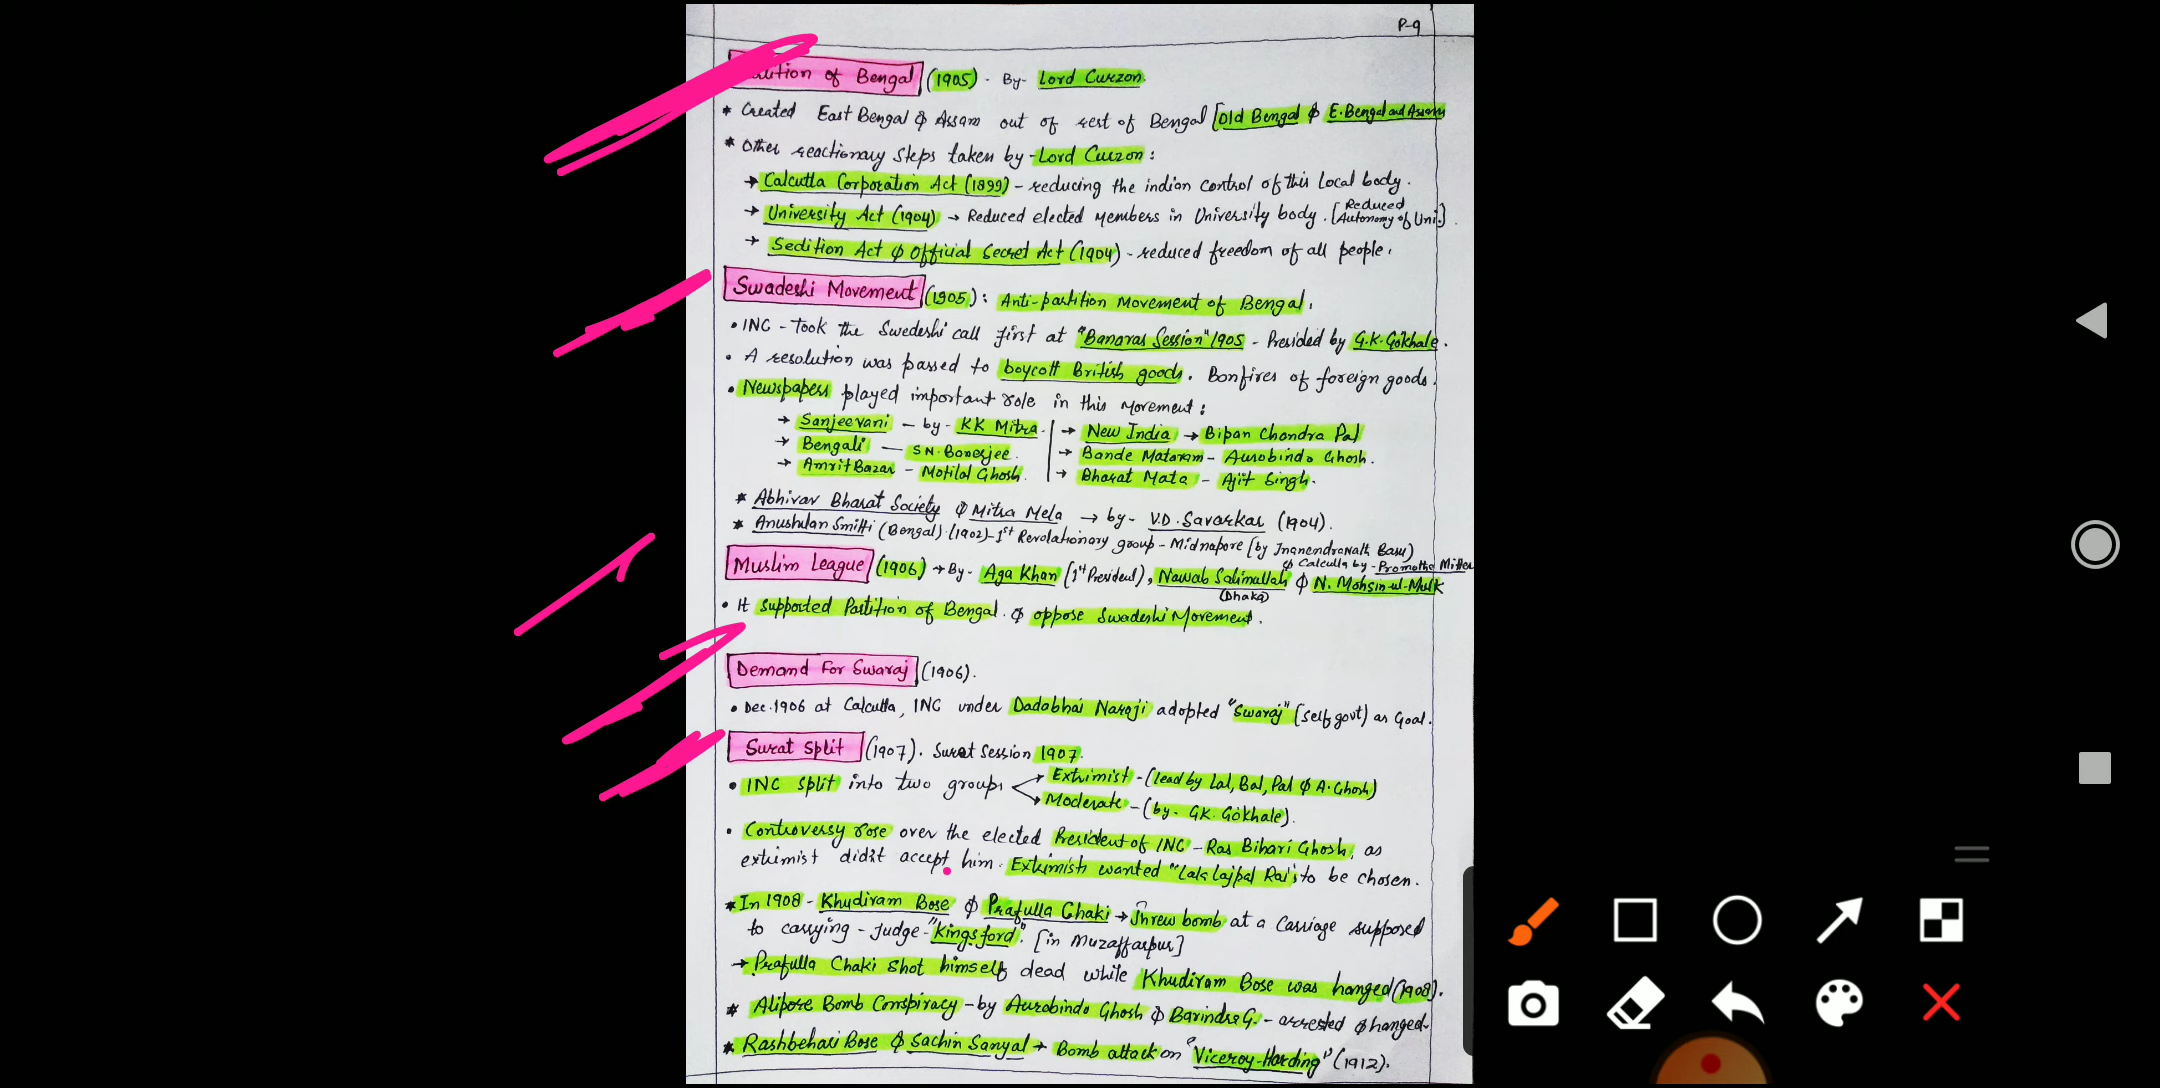 P-9
Partition of Bengal (1905) - By- Lord Curzon.
* Created East Bengal & Assam out of rest of Bengal [Old Bengal & E. Bengal and Assam
* Other reactionary steps taken by - Lord Curzon :
→ Calcutta Corporation Act (1899) - reducing the indian control of this Local body.
→ University Act (1904) → Reduced elected Members in University body. [Reduced Autonomy of Uni.]
→ Sedition Act & Official Secret Act (1904) - reduced freedom of all people.
Swadeshi Movement (1905) : Anti-partition Movement of Bengal.
• INC - Took the Swedeshi call first at "Banaras Session" 1905 - Presided by G.K. Gokhale.
• A resolution was passed to boycott British goods. Bonfires of foreign goods.
• Newspapers played important role in this Movement :
→ Sanjeevani - by - KK Mitra. → New India → Bipan Chandra Pal
→ Bengali - S N. Banerjee. → Bande Mataram - Aurobindo Ghosh.
→ Amrit Bazar - Motilal Ghosh. → Bharat Mata - Ajit Singh.
* Abhivav Bharat Society & Mitra Mela → by - V.D. Savarkar (1904).
* Anushulan Smitti (Bengal) (1902) - 1st Revolutionary group - Midnapore [by Jnanendranath Basu)
& Calcutta by - Promotha Mitter
Muslim League (1906) → By - Aga Khan (1st President), Nawab Salimullah & N. Mohsin-ul-Mulk
(Dhaka)
• It supported Partition of Bengal. & oppose Swadeshi Movement.
Demand For Swaraj (1906).
• Dec. 1906 at Calcutta, INC under Dadabhai Naroji adopted "Swaraj" (self govt) as Goal.
Surat Split (1907). Surat Session 1907.
• INC split into two groups → Extrimist - (lead by Lal, Bal, Pal & A. Ghosh)
→ Moderate - (by - GK. Gokhale).
• Controversy rose over the elected President of INC - Ras Bihari Ghosh, as
extrimist didn't accept him. Extrimish wanted "Lala Lajpat Rai" to be chosen.
* In 1908 - Khudiram Bose & Prafulla Chaki → Threw bomb at a Carriage supposed
to carrying - Judge - "Kingsford". [in Muzaffarpur]
→ Prafulla Chaki Shot himself dead while Khudiram Bose was hanged (1908).
* Alipore Bomb Conspiracy - by Aurobindo Ghosh & Barindra G. - arrested & hanged.
* Rashbehari Bose & Sachin Sanyal → Bomb attack on "Viceroy-Harding" (1912).